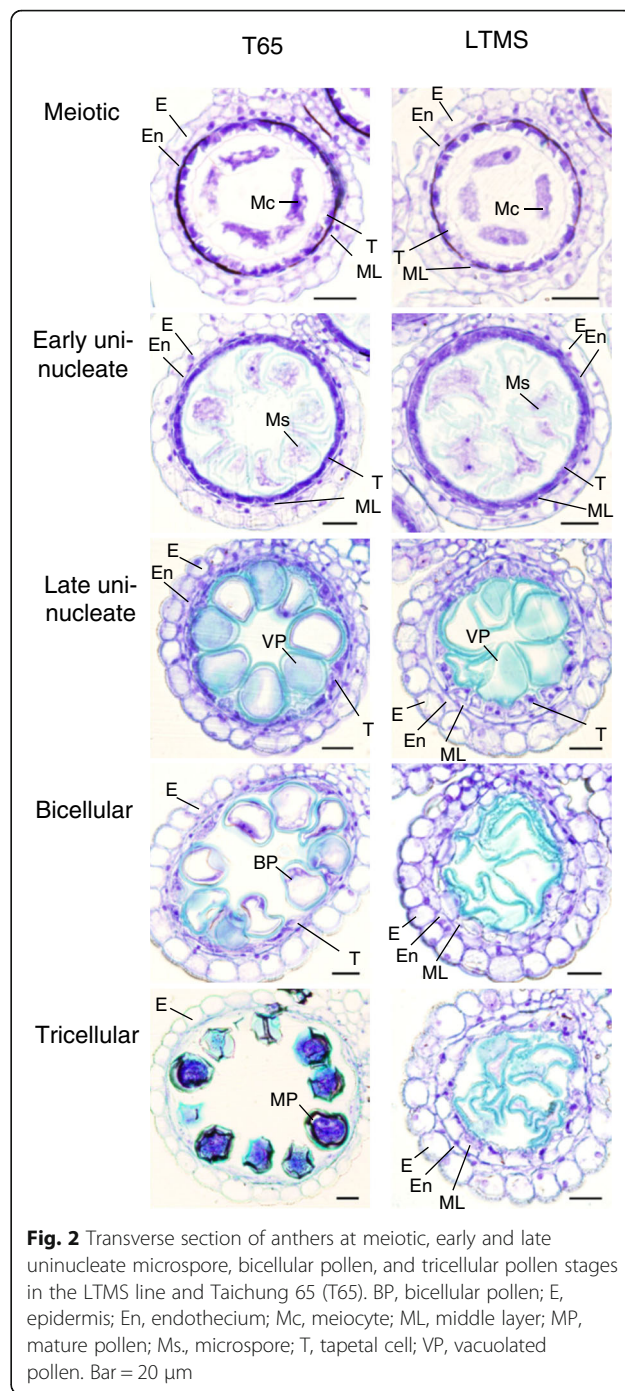 T65 LTMS
Meiotic
E
En
Mc
T
ML
E
En
Mc
T
ML
Early uni-
nucleate
E
En
Ms
T
ML
E
En
Ms
T
ML
Late uni-
nucleate
E
En
VP
T
VP
E
En
ML
T
Bicellular
E
BP
T
E
En
ML
Tricellular
E
MP
E
En
ML
Fig. 2 Transverse section of anthers at meiotic, early and late
uninucleate microspore, bicellular pollen, and tricellular pollen stages
in the LTMS line and Taichung 65 (T65). BP, bicellular pollen; E,
epidermis; En, endothecium; Mc, meiocyte; ML, middle layer; MP,
mature pollen; Ms., microspore; T, tapetal cell; VP, vacuolated
pollen. Bar = 20 μm